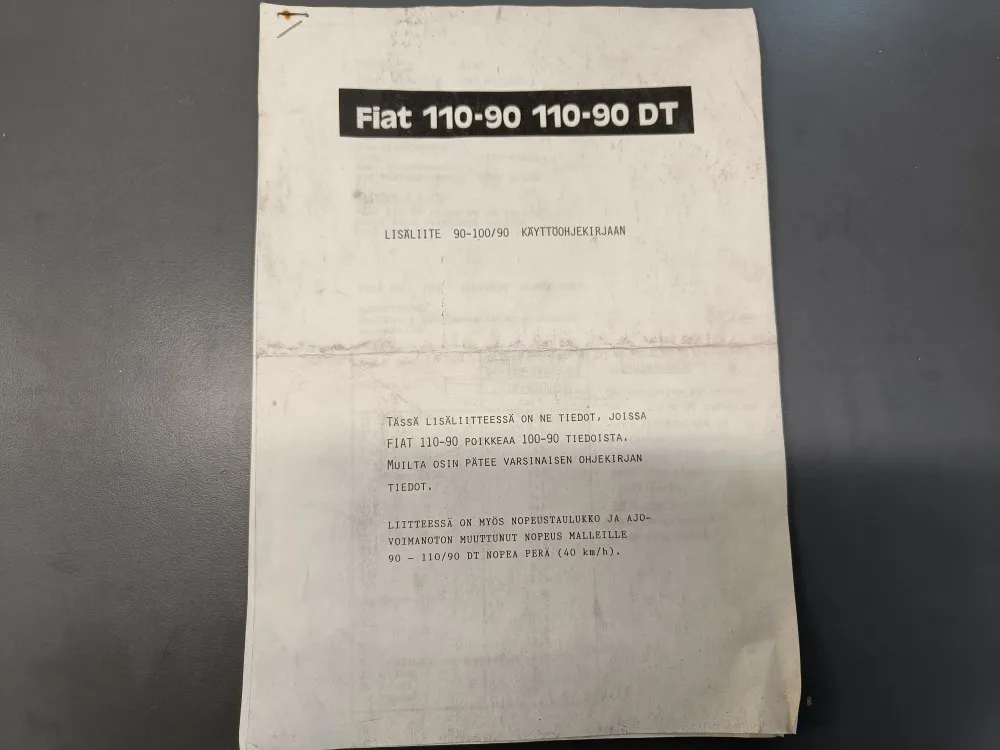 Fiat 110-90 110-90 DT
LISÄLIITE 90-100/90 KÄYTTÖOHJEKIRJAAN
TÄSSÄ LISÄLIITTEESSÄ ON NE TIEDOT, JOISSA
FIAT 110-90 POIKKEAA 100-90 TIEDOISTA.
MUILTA OSIN PÄTEE VARSINAISEN OHJEKIRJAN
TIEDOT.
LIITTEESSÄ ON MYÖS NOPEUSTAULUKKO JA AJO-
VOIMANOTON MUUTTUNUT NOPEUS MALLEILLE
90 - 110/90 DT NOPEA PERÄ (40 km/h).